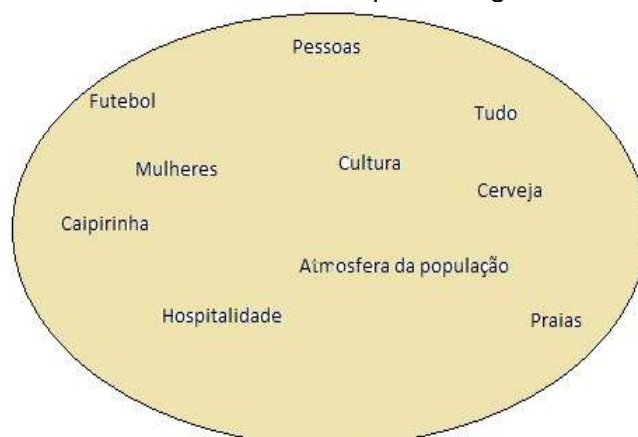 Pessoas
Futebol
Tudo
Mulheres
Cultura
Cerveja
Caipirinha
Atmosfera da população
Hospitalidade
Praias